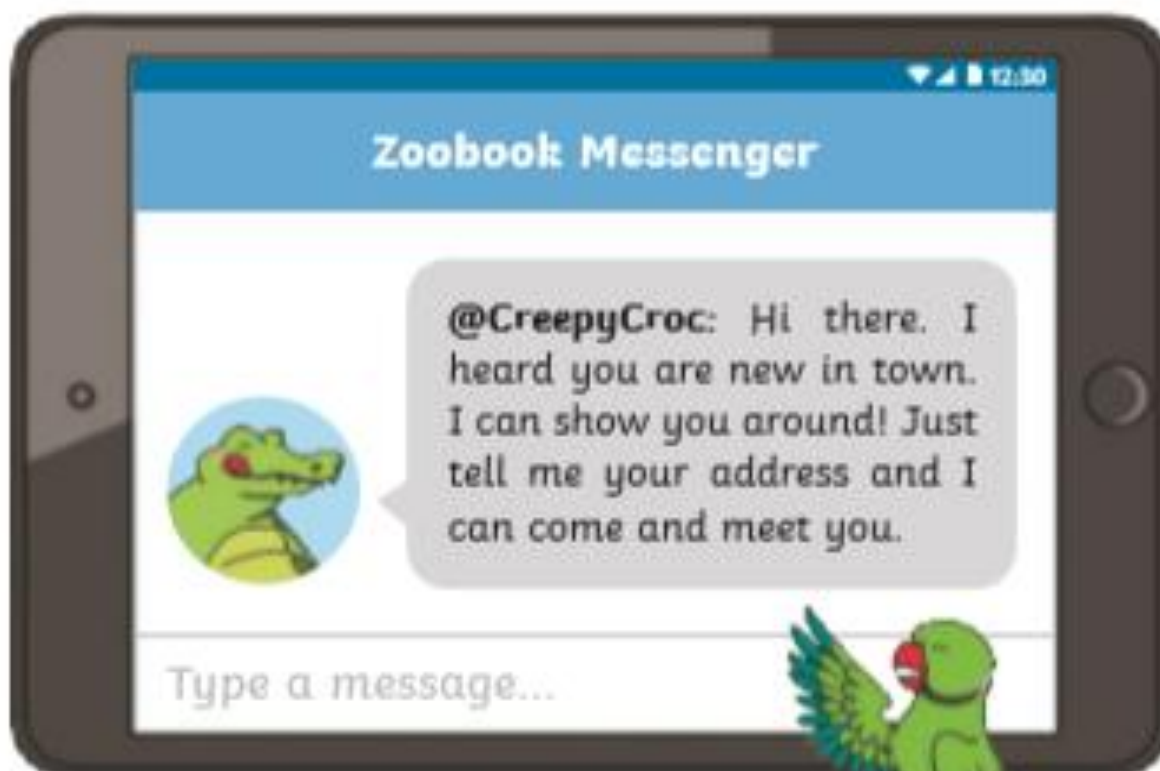 12:30
Zoobook Messenger
@CreepyCroc: Hi there. I
heard you are new in town.
I can show you around! Just
tell me your address and I
can come and meet you.
Type a message...